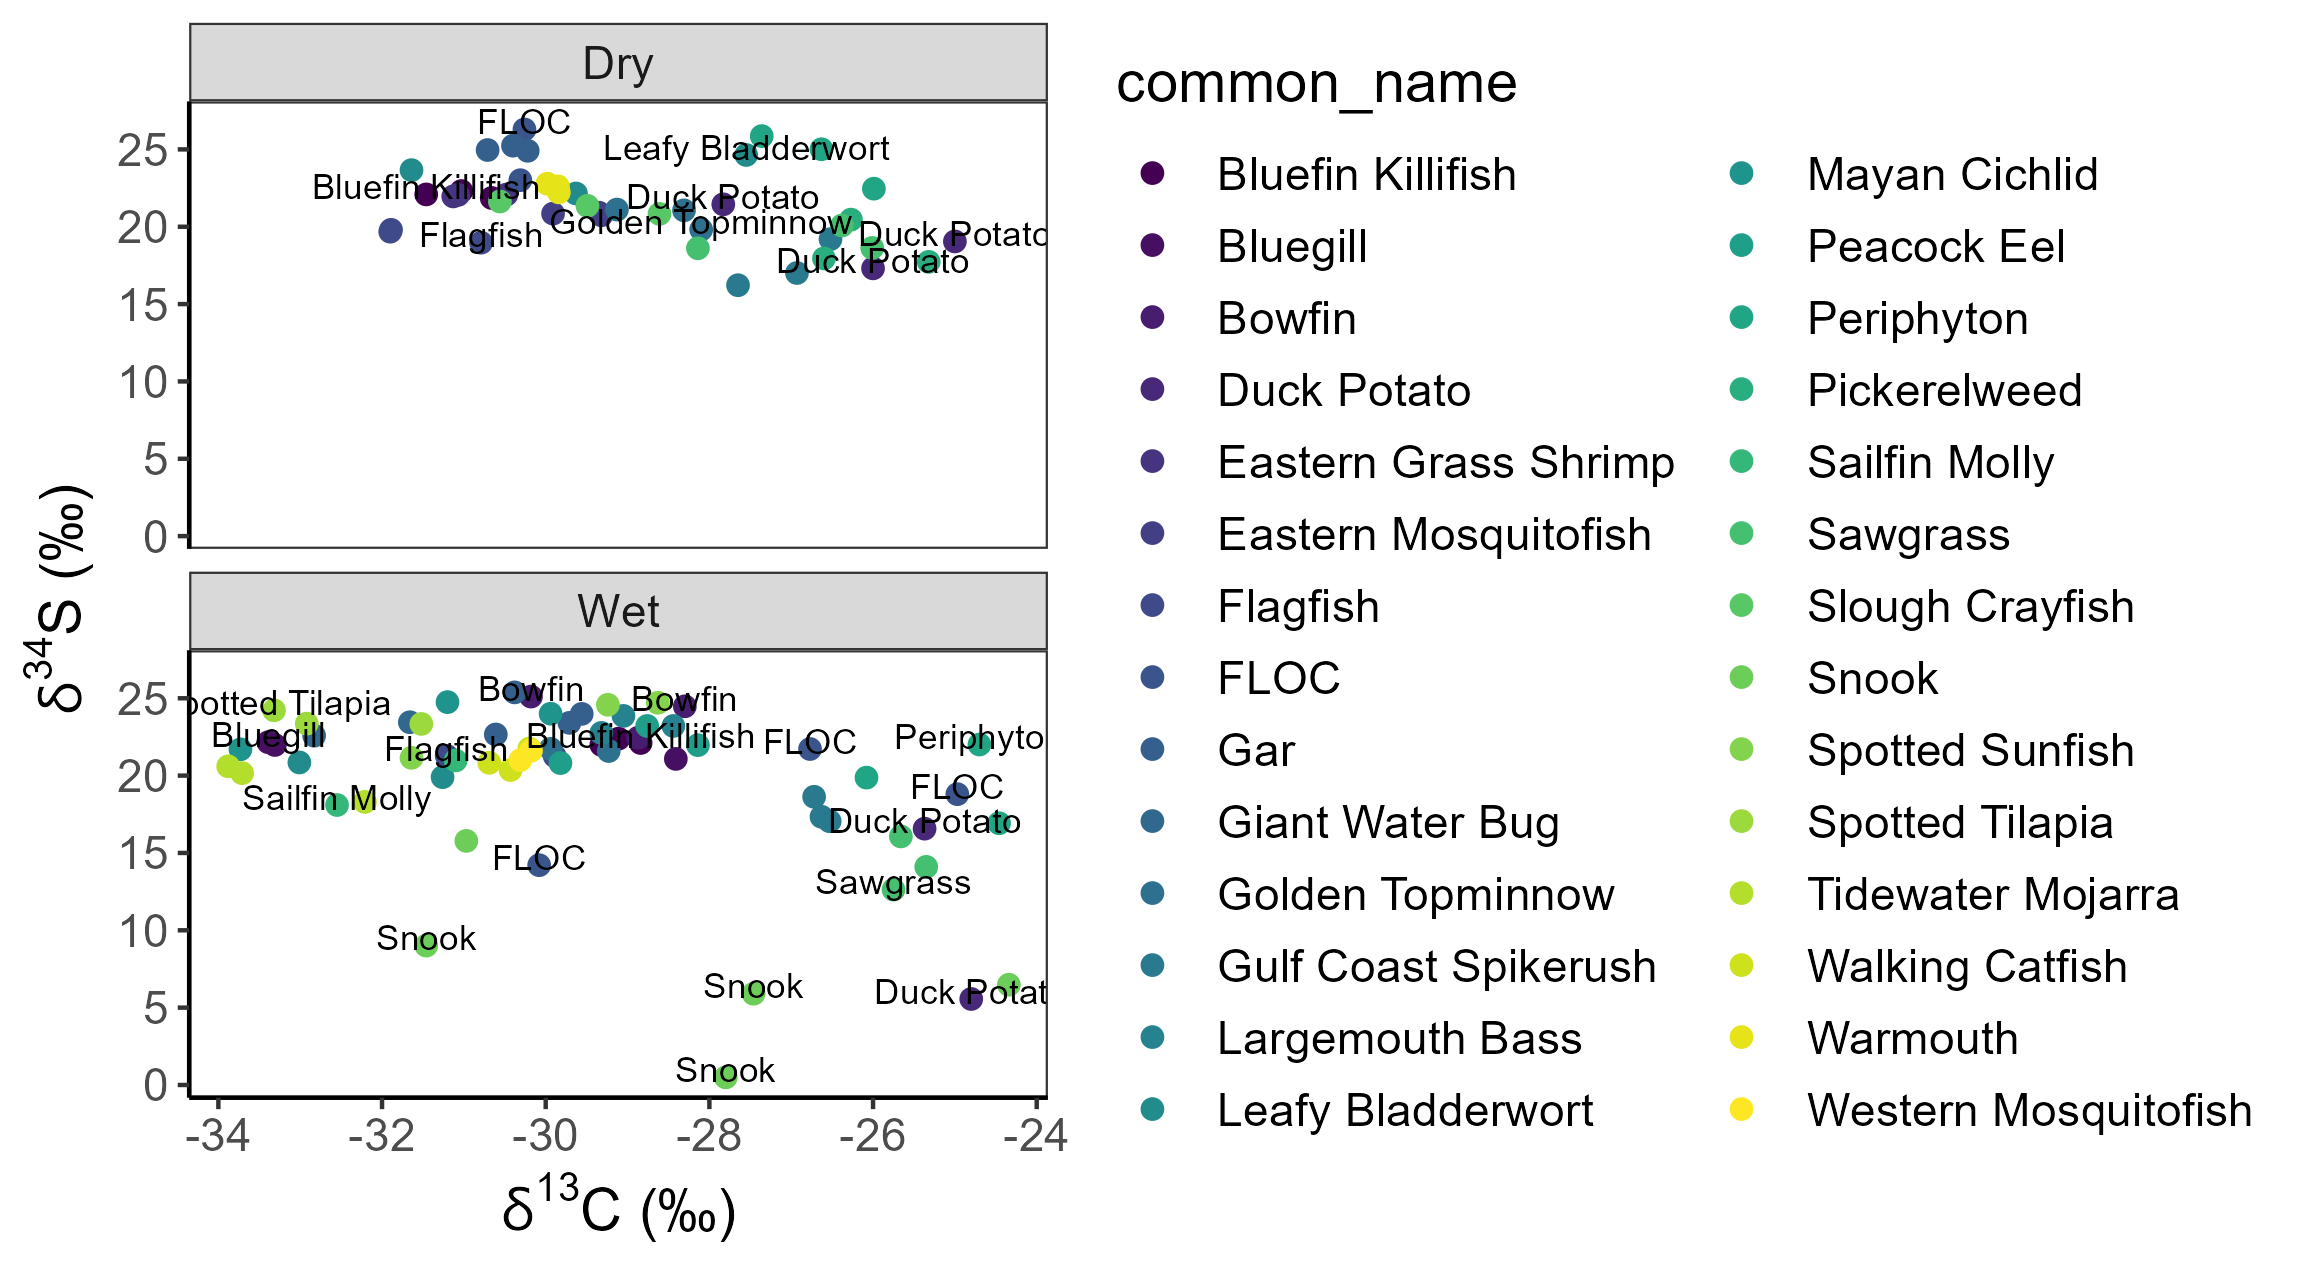 Dry
25
20
15
10
5
0
FLOC
Leafy Bladderwort
Bluefin Killifish
Duck Potato
Golden Topminnow
Flagfish
Duck Potato
Duck Potato
Wet
25
20
15
10
5
0
Bowfin
Bowfin
potted Tilapia
Bluegill
Flagfish
Bluefin Killifish
FLOC
Periphyto
Sailfin Molly
FLOC
Duck Potato
FLOC
Sawgrass
Snook
Snook
Duck Potat
Snook
-34 -32 -30 -28 -26 -24
δ¹³C (‰)
δ³⁴S (‰)
common_name
Bluefin Killifish
Bluegill
Bowfin
Duck Potato
Eastern Grass Shrimp
Eastern Mosquitofish
Flagfish
FLOC
Gar
Giant Water Bug
Golden Topminnow
Gulf Coast Spikerush
Largemouth Bass
Leafy Bladderwort
Mayan Cichlid
Peacock Eel
Periphyton
Pickerelweed
Sailfin Molly
Sawgrass
Slough Crayfish
Snook
Spotted Sunfish
Spotted Tilapia
Tidewater Mojarra
Walking Catfish
Warmouth
Western Mosquitofish